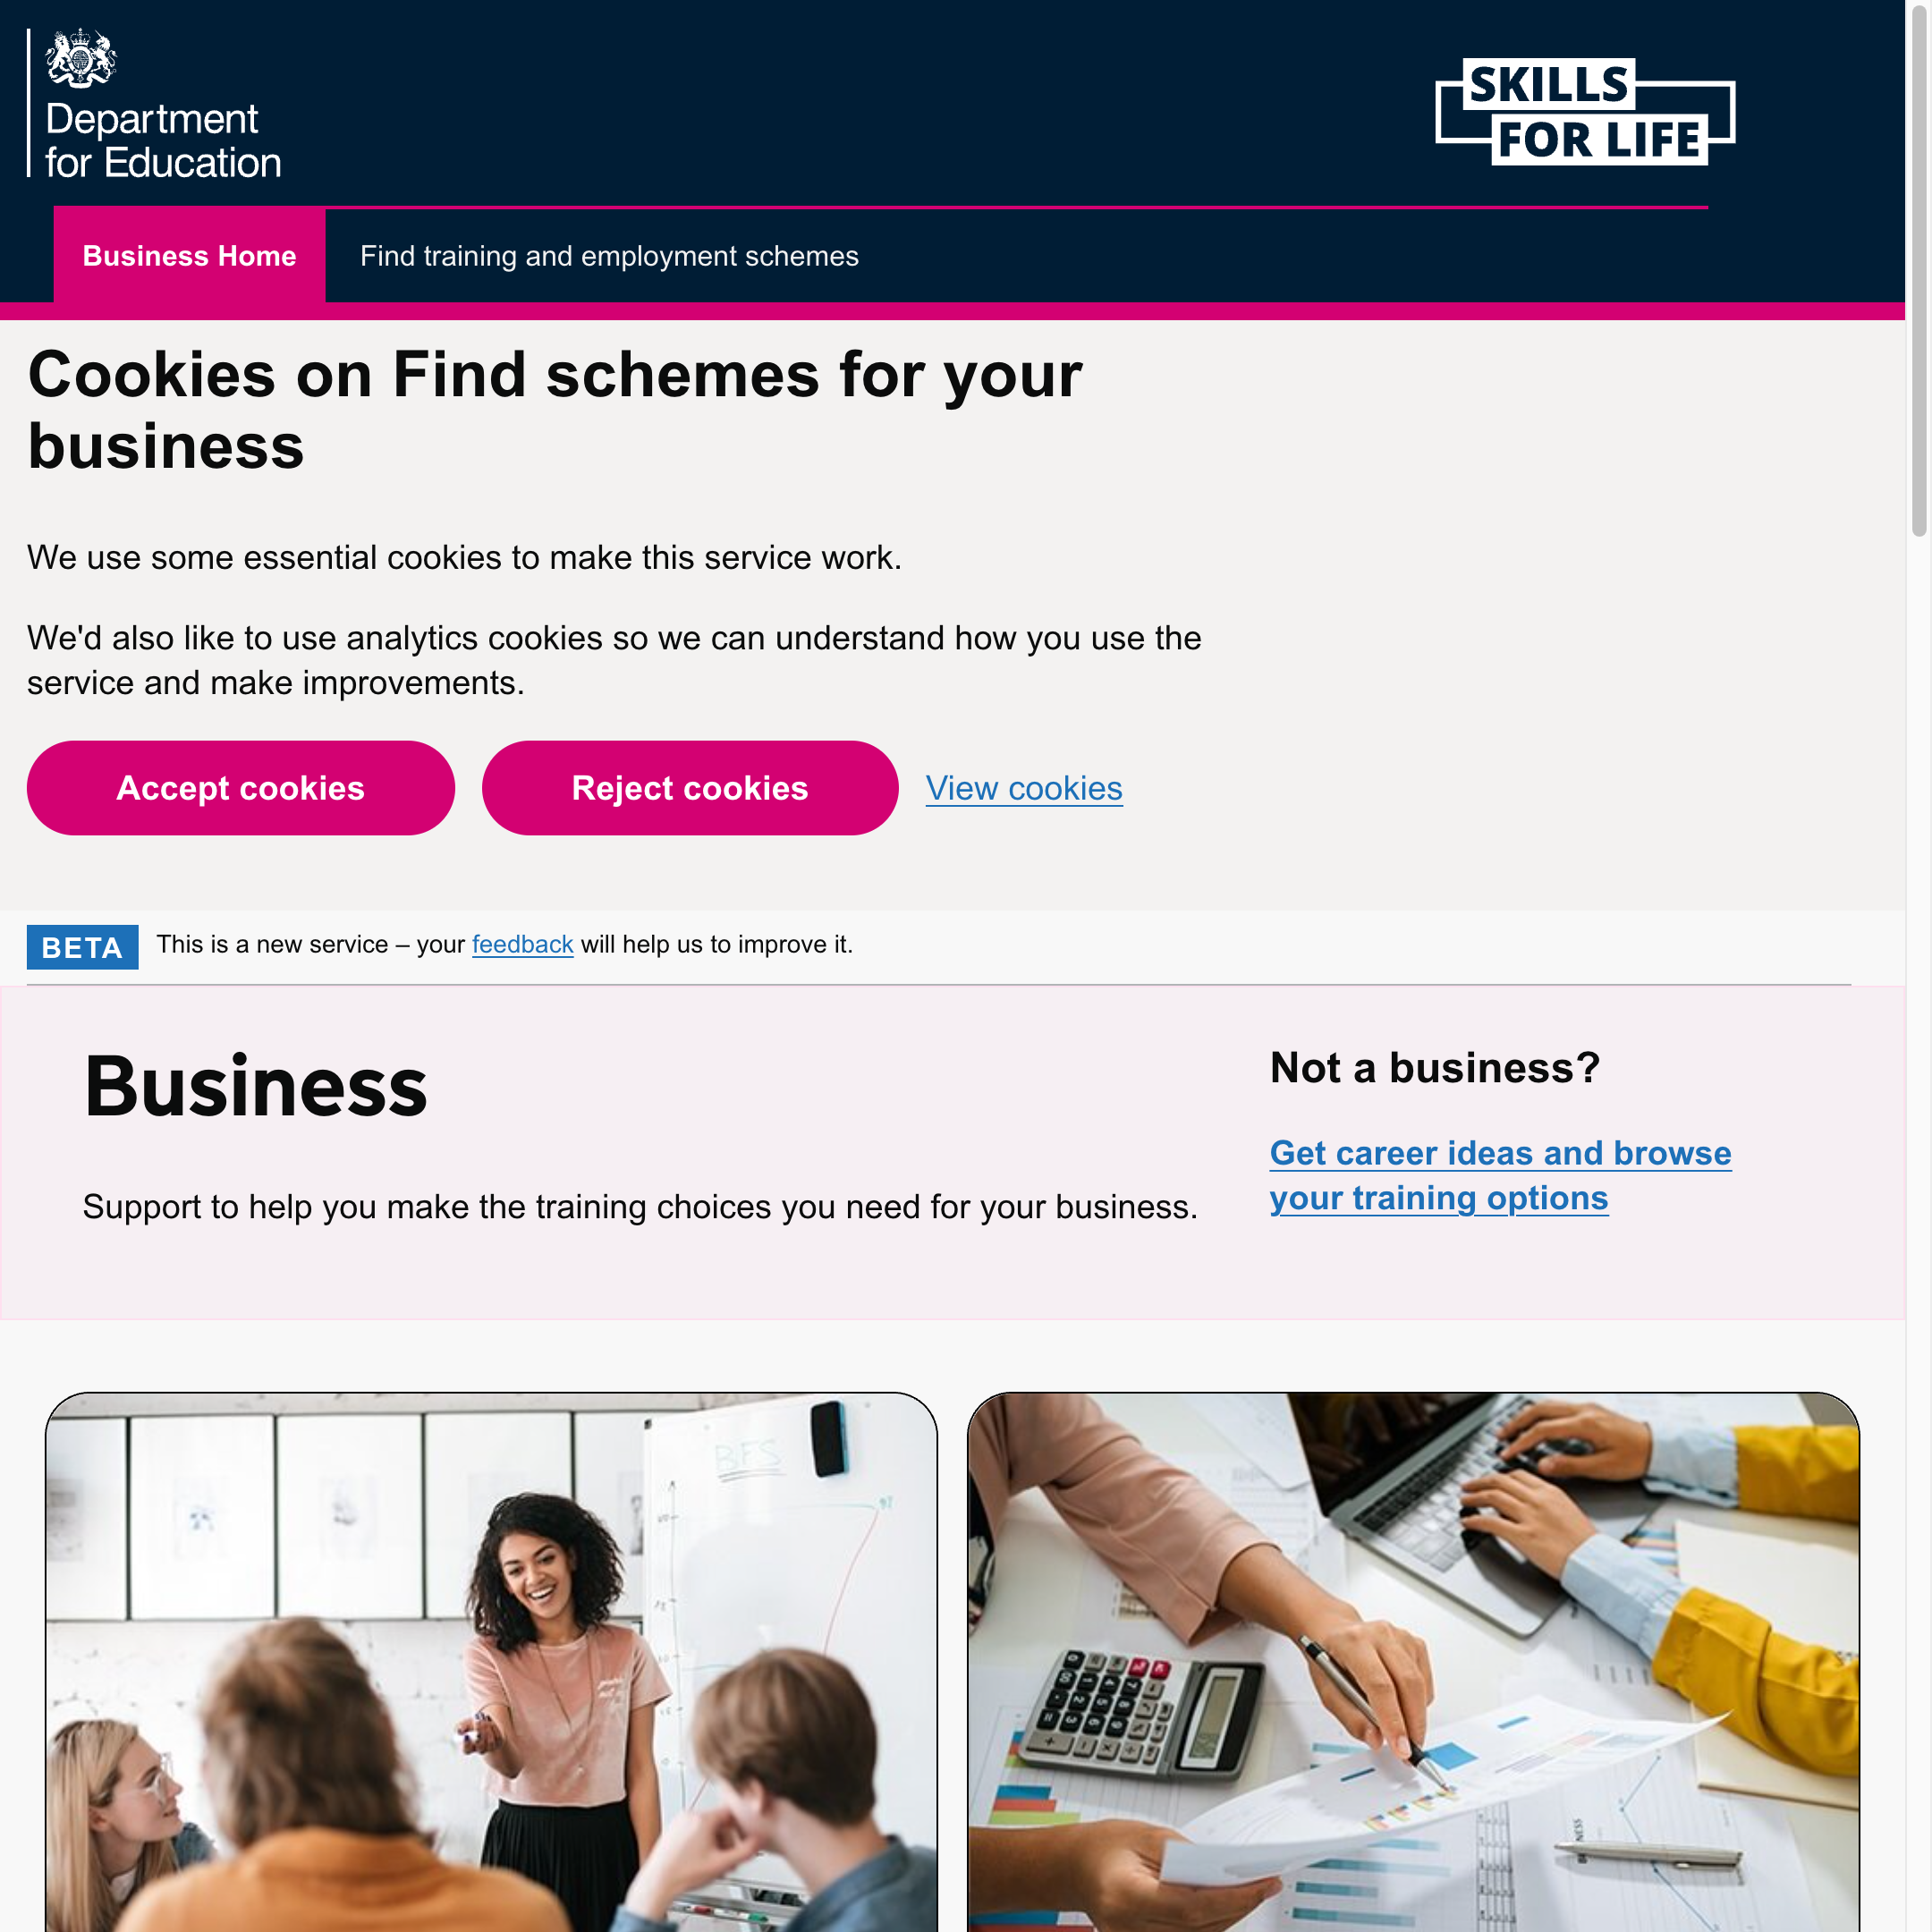 Department
for Education
SKILLS
FOR LIFE
Business Home
Find training and employment schemes
Cookies on Find schemes for your
business
We use some essential cookies to make this service work.
We'd also like to use analytics cookies so we can understand how you use the
service and make improvements.
Accept cookies
Reject cookies
View cookies
BETA
This is a new service – your feedback will help us to improve it.
Business
Support to help you make the training choices you need for your business.
Not a business?
Get career ideas and browse
your training options
BFS